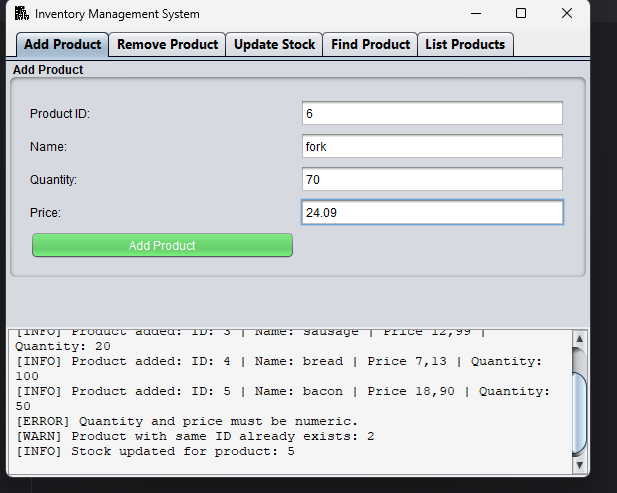 Inventory Management System
Add Product Remove Product Update Stock Find Product List Products
Add Product
Product ID: 6
Name: fork
Quantity: 70
Price: 24.09
Add Product
[INFO] Product added: ID: 3 | Name: sausage | Price 12,99 |
Quantity: 20
[INFO] Product added: ID: 4 | Name: bread | Price 7,13 | Quantity:
100
[INFO] Product added: ID: 5 | Name: bacon | Price 18,90 | Quantity:
50
[ERROR] Quantity and price must be numeric.
[WARN] Product with same ID already exists: 2
[INFO] Stock updated for product: 5